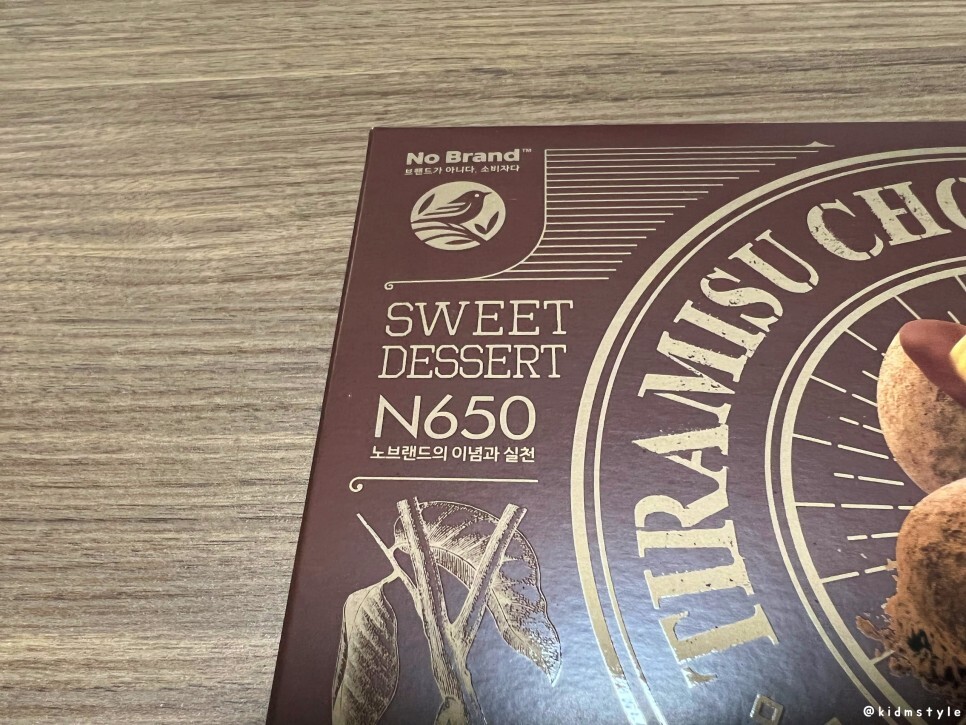 No Brand™
브랜드가 아니다. 소비자다
SWEET
DESSERT
N650
노브랜드의 이념과 실천
TIRAMISU
@kidmstyle